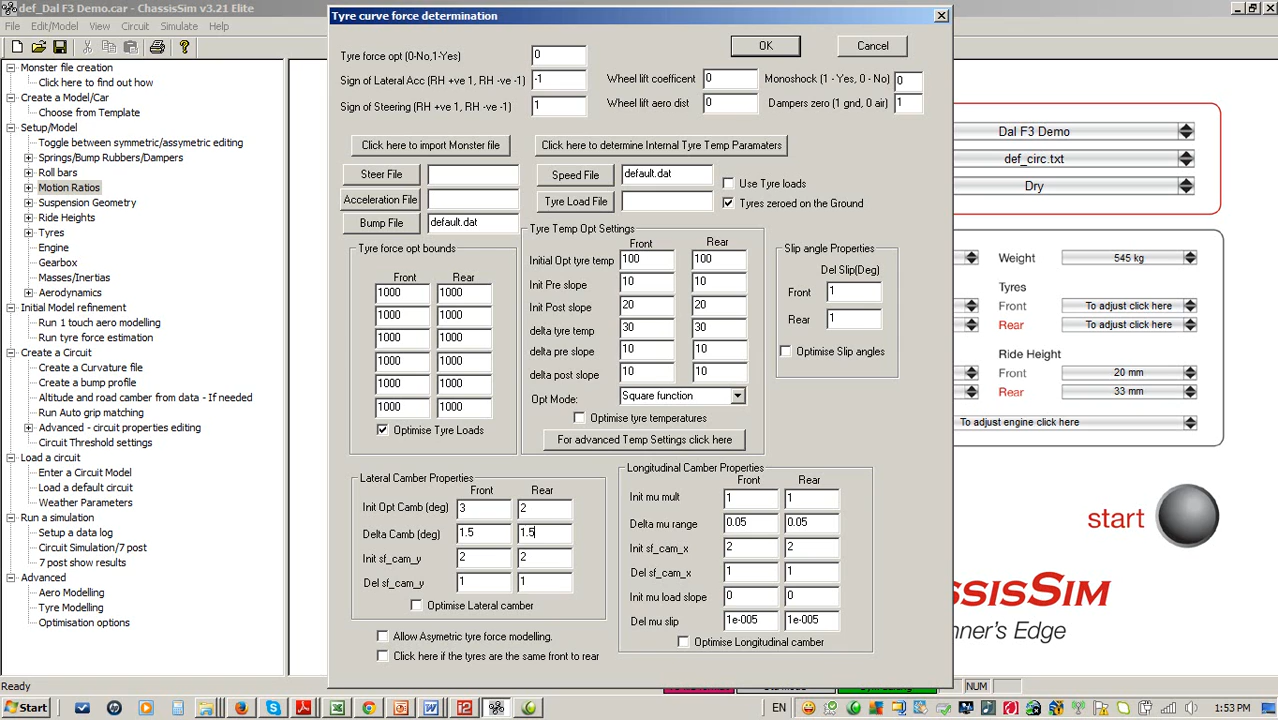 def_Dal F3 Demo.car - ChassisSim v3.21 Elite
File Edit/Model View Circuit Simulate Help
Monster file creation
Click here to find out how
Create a Model/Car
Choose from Template
Setup/Model
Toggle between symmetric/assymetric editing
Springs/Bump Rubbers/Dampers
Roll bars
Motion Ratios
Suspension Geometry
Ride Heights
Tyres
Engine
Gearbox
Masses/Inertias
Aerodynamics
Initial Model refinement
Run 1 touch aero modelling
Run tyre force estimation
Create a Circuit
Create a Curvature file
Create a bump profile
Altitude and road camber from data - If needed
Run Auto grip matching
Advanced - circuit properties editing
Circuit Threshold settings
Load a circuit
Enter a Circuit Model
Load a default circuit
Weather Parameters
Run a simulation
Setup a data log
Circuit Simulation/7 post
7 post show results
Advanced
Aero Modelling
Tyre Modelling
Optimisation options
Tyre curve force determination
Tyre force opt (0-No,1-Yes) 0
OK Cancel
Sign of Lateral Acc (RH +ve 1, RH -ve -1) -1
Wheel lift coefficent 0 Monoshock (1 - Yes, 0 - No) 0
Sign of Steering (RH +ve 1, RH -ve -1) 1
Wheel lift aero dist 0 Dampers zero (1 gnd, 0 air) 1
Click here to import Monsterfile
Click here to determine Internal Tyre Temp Paramaters
Steer File
Speed File default.dat
Use Tyre loads
Acceleration File
Tyre Load File
Tyres zeroed on the Ground
Bump File default.dat
Tyre force opt bounds
Front Rear
1000 1000
1000 1000
1000 1000
1000 1000
1000 1000
1000 1000
Optimise Tyre Loads
Tyre Temp Opt Settings
Front Rear
Initial Opt tyre temp 100 100
Init Pre slope 10 10
Init Post slope 20 20
delta tyre temp 30 30
delta pre slope 10 10
delta post slope 10 10
Opt Mode: Square function
Optimise tyre temperatures
For advanced Temp Settings click here
Slip angle Properties
Del Slip(Deg)
Front 1
Rear 1
Optimise Slip angles
Lateral Camber Properties
Front Rear
Init Opt Camb (deg) 3 2
Delta Camb (deg) 1.5 1.5
Init sf_cam_y 2 2
Del sf_cam_y 1 1
Optimise Lateral camber
Allow Asymetric tyre force modelling.
Click here if the tyres are the same front to rear
Longitudinal Camber Properties
Front Rear
Init mu mult 1 1
Delta mu range 0.05 0.05
Init sf_cam_x 2 2
Del sf_cam_x 1 1
Init mu load slope 0 0
Del mu slip 1e-005 1e-005
Optimise Longitudinal camber
Dal F3 Demo
def_circ.txt
Dry
Weight 545 kg
Tyres
Front To adjust click here
Rear To adjust click here
Ride Height
Front 20 mm
Rear 33 mm
To adjust engine click here
start
ssisSim
nner's Edge
Ready
NUM
Start
EN
1:53 PM